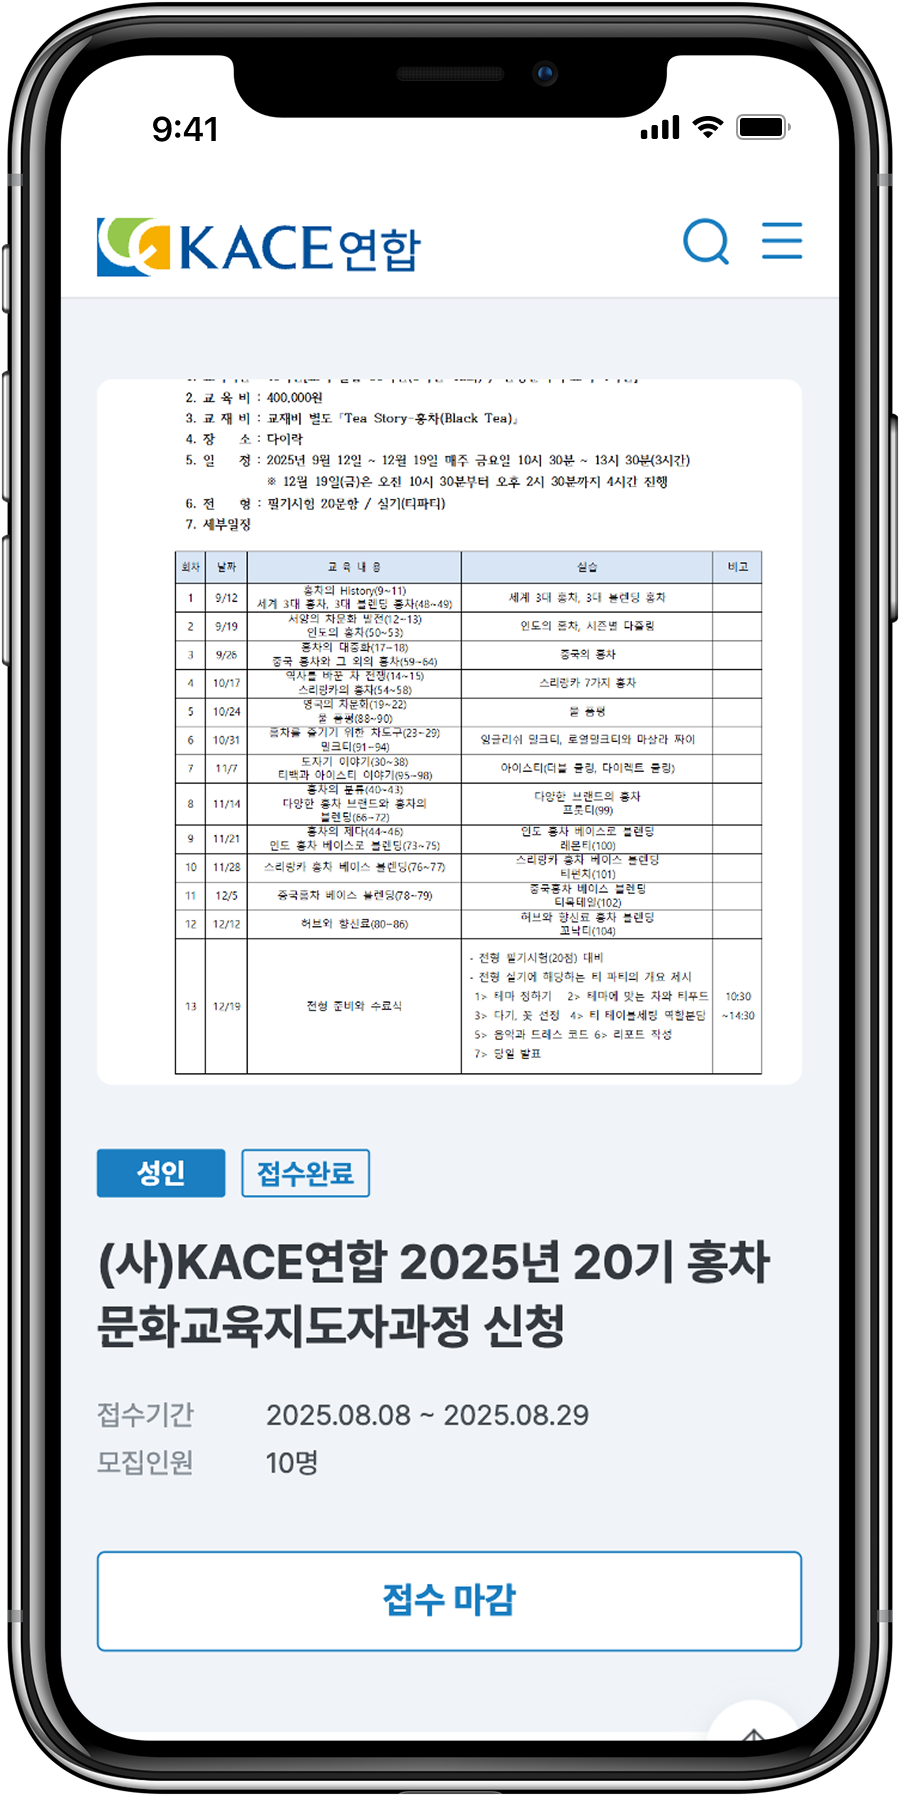 9:41
KACE연합
2. 교 육 비 : 400,000원
3. 교 재 비 : 교재비 별도 『Tea Story-홍차(Black Tea)』
4. 장 소 : 다이락
5. 일 정 : 2025년 9월 12일 ~ 12월 19일 매주 금요일 10시 30분 ~ 13시 30분(3시간)
※ 12월 19일(금)은 오전 10시 30분부터 오후 2시 30분까지 4시간 진행
6. 전 형 : 필기시험 20문항 / 실기(티파티)
7. 세부일정
회차 날짜 교 육 내 용 실습 비고
1 9/12 홍차의 History(9~11) 세계 3대 홍차, 3대 블렌딩 홍차
세계 3대 홍차, 3대 블렌딩 홍차(48~49)
2 9/19 서양의 차문화 발전(12~13) 인도의 홍차, 시즌별 다즐링
인도의 홍차(50~53)
3 9/26 홍차의 대중화(17~18) 중국의 홍차
중국 홍차와 그 외의 홍차(59~64)
4 10/17 역사를 바꾼 차 전쟁(14~15) 스리랑카 7가지 홍차
스리랑카의 홍차(54~58)
5 10/24 영국의 차문화(19~22) 물 품평
물 품평(88~90)
6 10/31 홍차를 즐기기 위한 차도구(23~29) 잉글리쉬 밀크티, 로열밀크티와 마살라 짜이
밀크티(91~94)
7 11/7 도자기 이야기(30~38) 아이스티(더블 쿨링, 다이렉트 쿨링)
티백과 아이스티 이야기(95~98)
8 11/14 홍차의 분류(40~43) 다양한 브랜드의 홍차
다양한 홍차 브랜드와 홍차의 프룻티(99)
블렌딩(66~72)
9 11/21 홍차의 제다(44~46) 인도 홍차 베이스로 블렌딩
인도 홍차 베이스로 블렌딩(73~75) 레몬티(100)
10 11/28 스리랑카 홍차 베이스 블렌딩(76~77) 스리랑카 홍차 베이스 블렌딩
티펀치(101)
11 12/5 중국홍차 베이스 블렌딩(78~79) 중국홍차 베이스 블렌딩
티목테일(102)
12 12/12 허브와 향신료(80~86) 허브와 향신료 홍차 블렌딩
꼬냑티(104)
13 12/19 전형 준비와 수료식
- 전형 필기시험(20점) 대비
- 전형 실기에 해당하는 티 파티의 개요 제시
1> 테마 정하기 2> 테마에 맞는 차와 티푸드 10:30
3> 다기, 꽃 선정 4> 티 테이블세팅 역할분담 ~14:30
5> 음악과 드레스 코드 6> 리포드 작성
7> 당일 발표
성인 접수완료
(사)KACE연합 2025년 20기 홍차
문화교육지도자과정 신청
접수기간 2025.08.08 ~ 2025.08.29
모집인원 10명
접수 마감